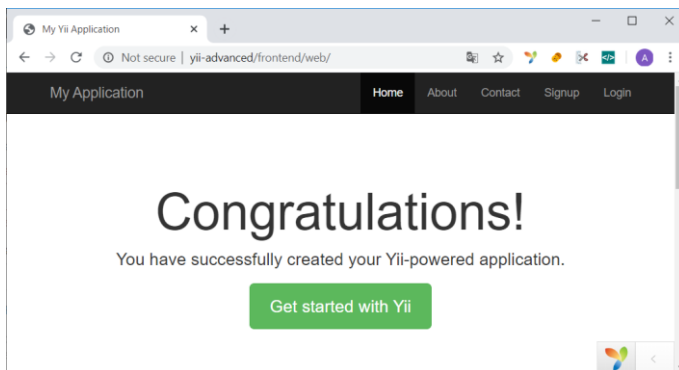 My Yii Application
Not secure | yii-advanced/frontend/web/
A
My Application Home About Contact Signup Login
Congratulations!
You have successfully created your Yii-powered application.
Get started with Yii